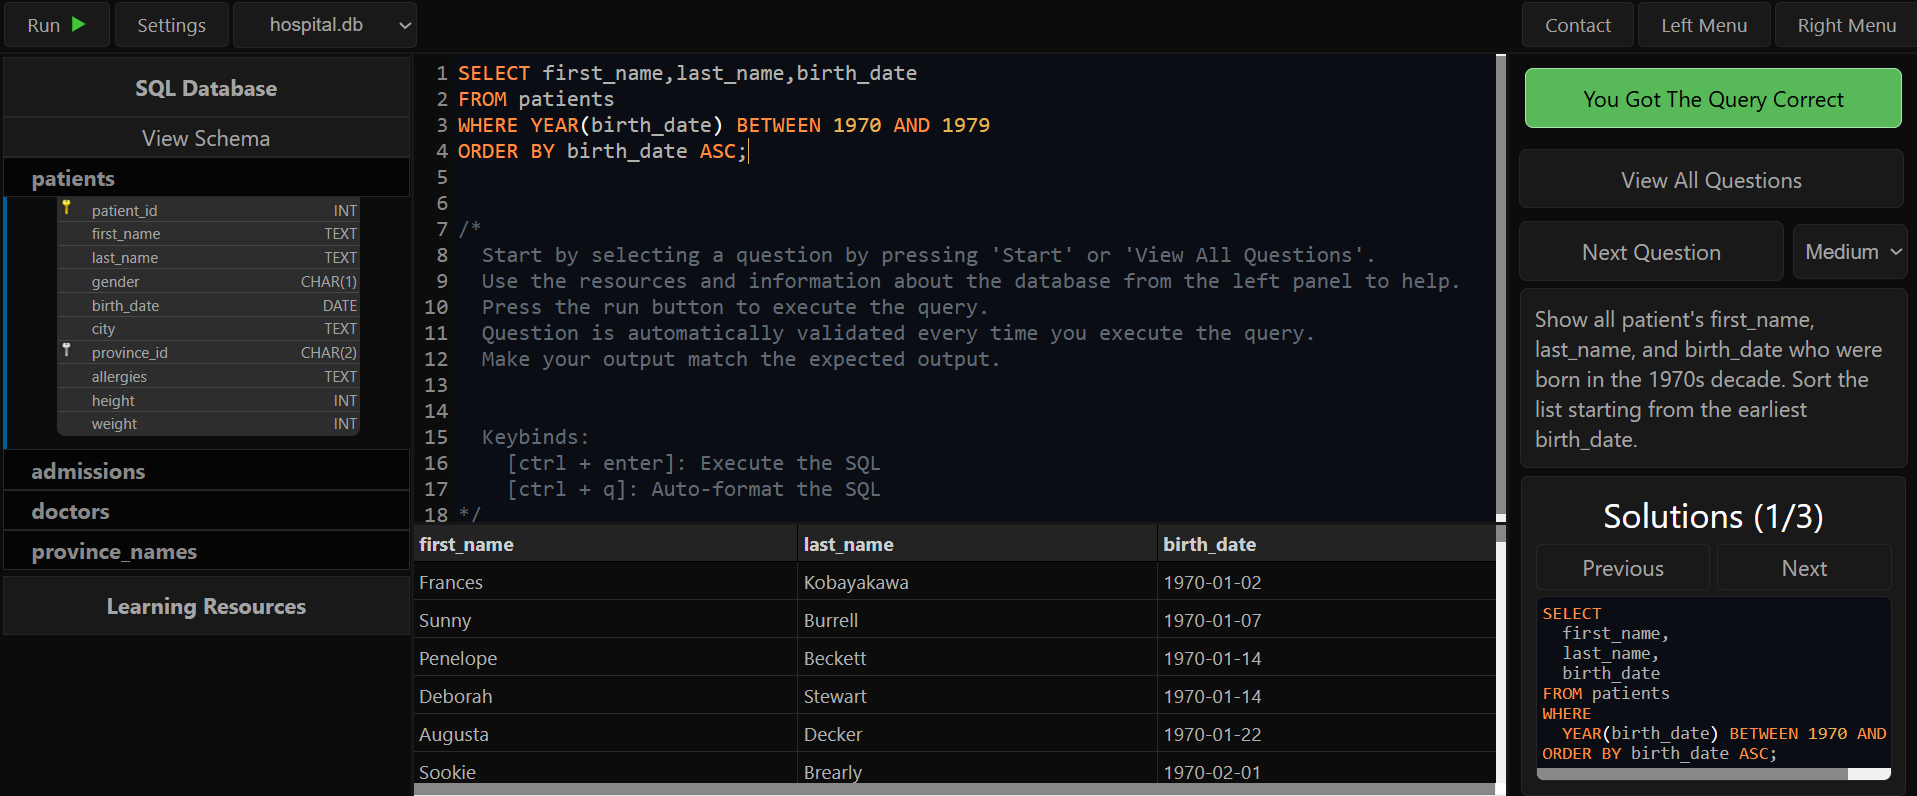 Run
Settings
hospital.db
Contact
Left Menu
Right Menu
SQL Database
View Schema
patients
patient_id INT
first_name TEXT
last_name TEXT
gender CHAR(1)
birth_date DATE
city TEXT
province_id CHAR(2)
allergies TEXT
height INT
weight INT
admissions
doctors
province_names
Learning Resources
1 SELECT first_name,last_name,birth_date
2 FROM patients
3 WHERE YEAR(birth_date) BETWEEN 1970 AND 1979
4 ORDER BY birth_date ASC;
5
6
7 /*
8 Start by selecting a question by pressing 'Start' or 'View All Questions'.
9 Use the resources and information about the database from the left panel to help.
10 Press the run button to execute the query.
11 Question is automatically validated every time you execute the query.
12 Make your output match the expected output.
13
14
15 Keybinds:
16 [ctrl + enter]: Execute the SQL
17 [ctrl + q]: Auto-format the SQL
18 */
first_name last_name birth_date
Frances Kobayakawa 1970-01-02
Sunny Burrell 1970-01-07
Penelope Beckett 1970-01-14
Deborah Stewart 1970-01-14
Augusta Decker 1970-01-22
Sookie Brearly 1970-02-01
You Got The Query Correct
View All Questions
Next Question
Medium
Show all patient's first_name,
last_name, and birth_date who were
born in the 1970s decade. Sort the
list starting from the earliest
birth_date.
Solutions (1/3)
Previous
Next
SELECT
first_name,
last_name,
birth_date
FROM patients
WHERE
YEAR(birth_date) BETWEEN 1970 AND
ORDER BY birth_date ASC;